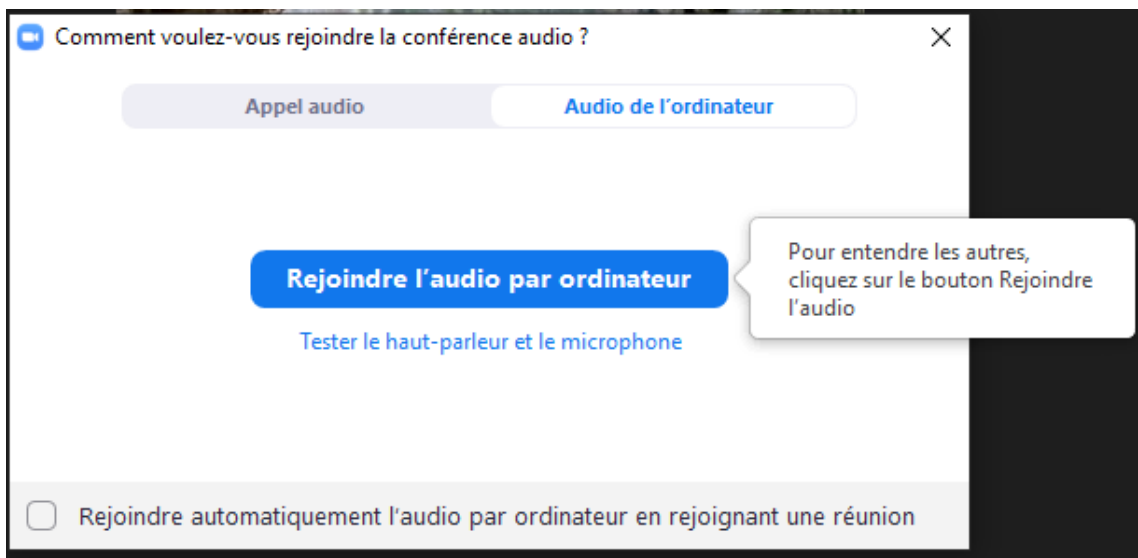 Comment voulez-vous rejoindre la conférence audio ?
Appel audio
Audio de l'ordinateur
Rejoindre l'audio par ordinateur
Pour entendre les autres,
cliquez sur le bouton Rejoindre
l'audio
Tester le haut-parleur et le microphone
Rejoindre automatiquement l'audio par ordinateur en rejoignant une réunion